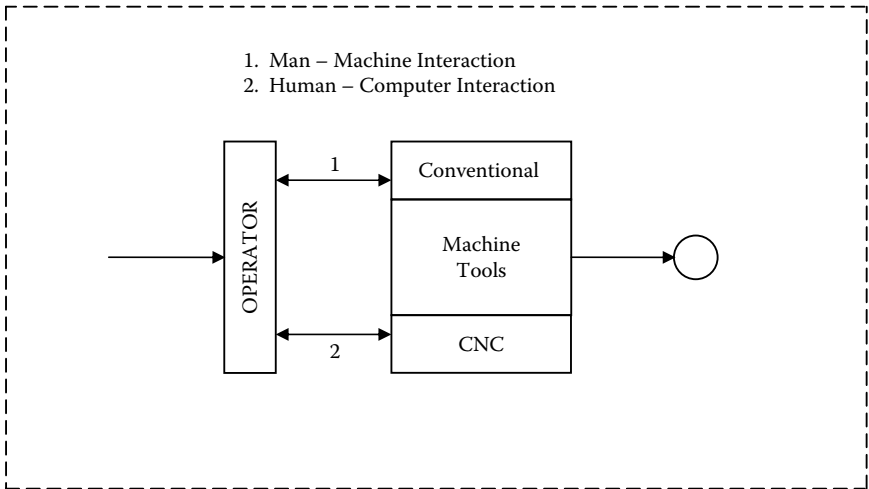 1. Man – Machine Interaction
2. Human – Computer Interaction
OPERATOR
1
2
Conventional
Machine
Tools
CNC